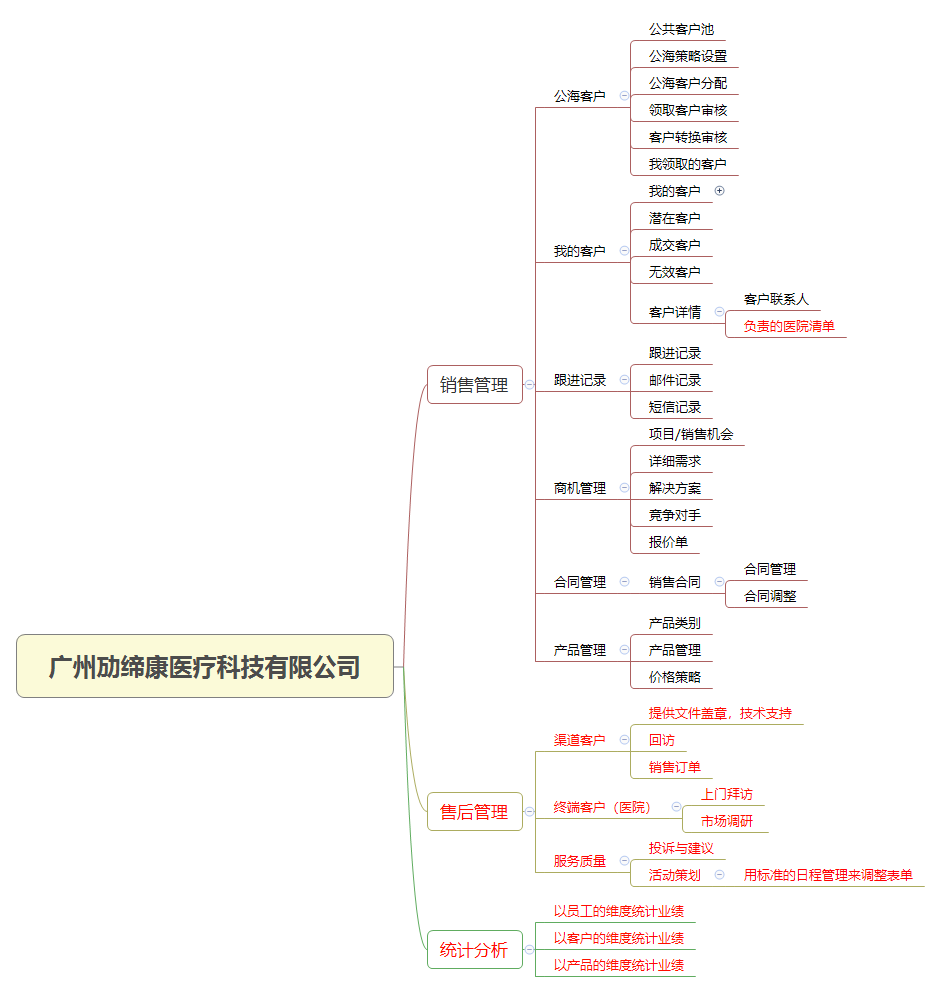 广州劢缔康医疗科技有限公司
销售管理
公海客户
公共客户池
公海策略设置
公海客户分配
领取客户审核
客户转换审核
我领取的客户
我的客户
我的客户
潜在客户
成交客户
无效客户
客户详情
客户联系人
负责的医院清单
跟进记录
跟进记录
邮件记录
短信记录
商机管理
项目/销售机会
详细需求
解决方案
竞争对手
报价单
合同管理
销售合同
合同管理
合同调整
产品管理
产品类别
产品管理
价格策略
售后管理
渠道客户
提供文件盖章，技术支持
回访
销售订单
终端客户（医院）
上门拜访
市场调研
服务质量
投诉与建议
活动策划
用标准的日程管理来调整表单
统计分析
以员工的维度统计业绩
以客户的维度统计业绩
以产品的维度统计业绩